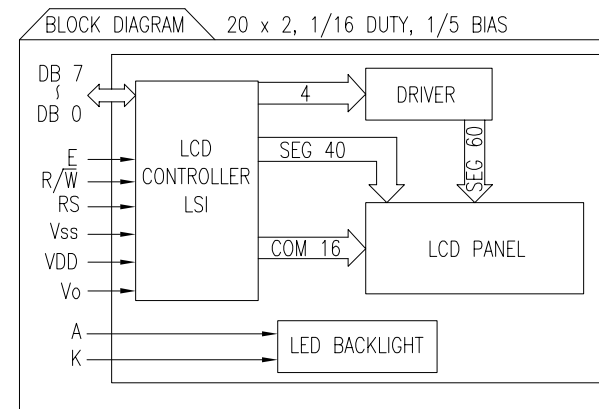 BLOCK DIAGRAM 20 x 2, 1/16 DUTY, 1/5 BIAS
DB 7
~
DB 0
E
R/W̅
RS
Vss
VDD
Vo
A
K
LCD
CONTROLLER
LSI
4
SEG 40
COM 16
DRIVER
SEG 60
LCD PANEL
LED BACKLIGHT